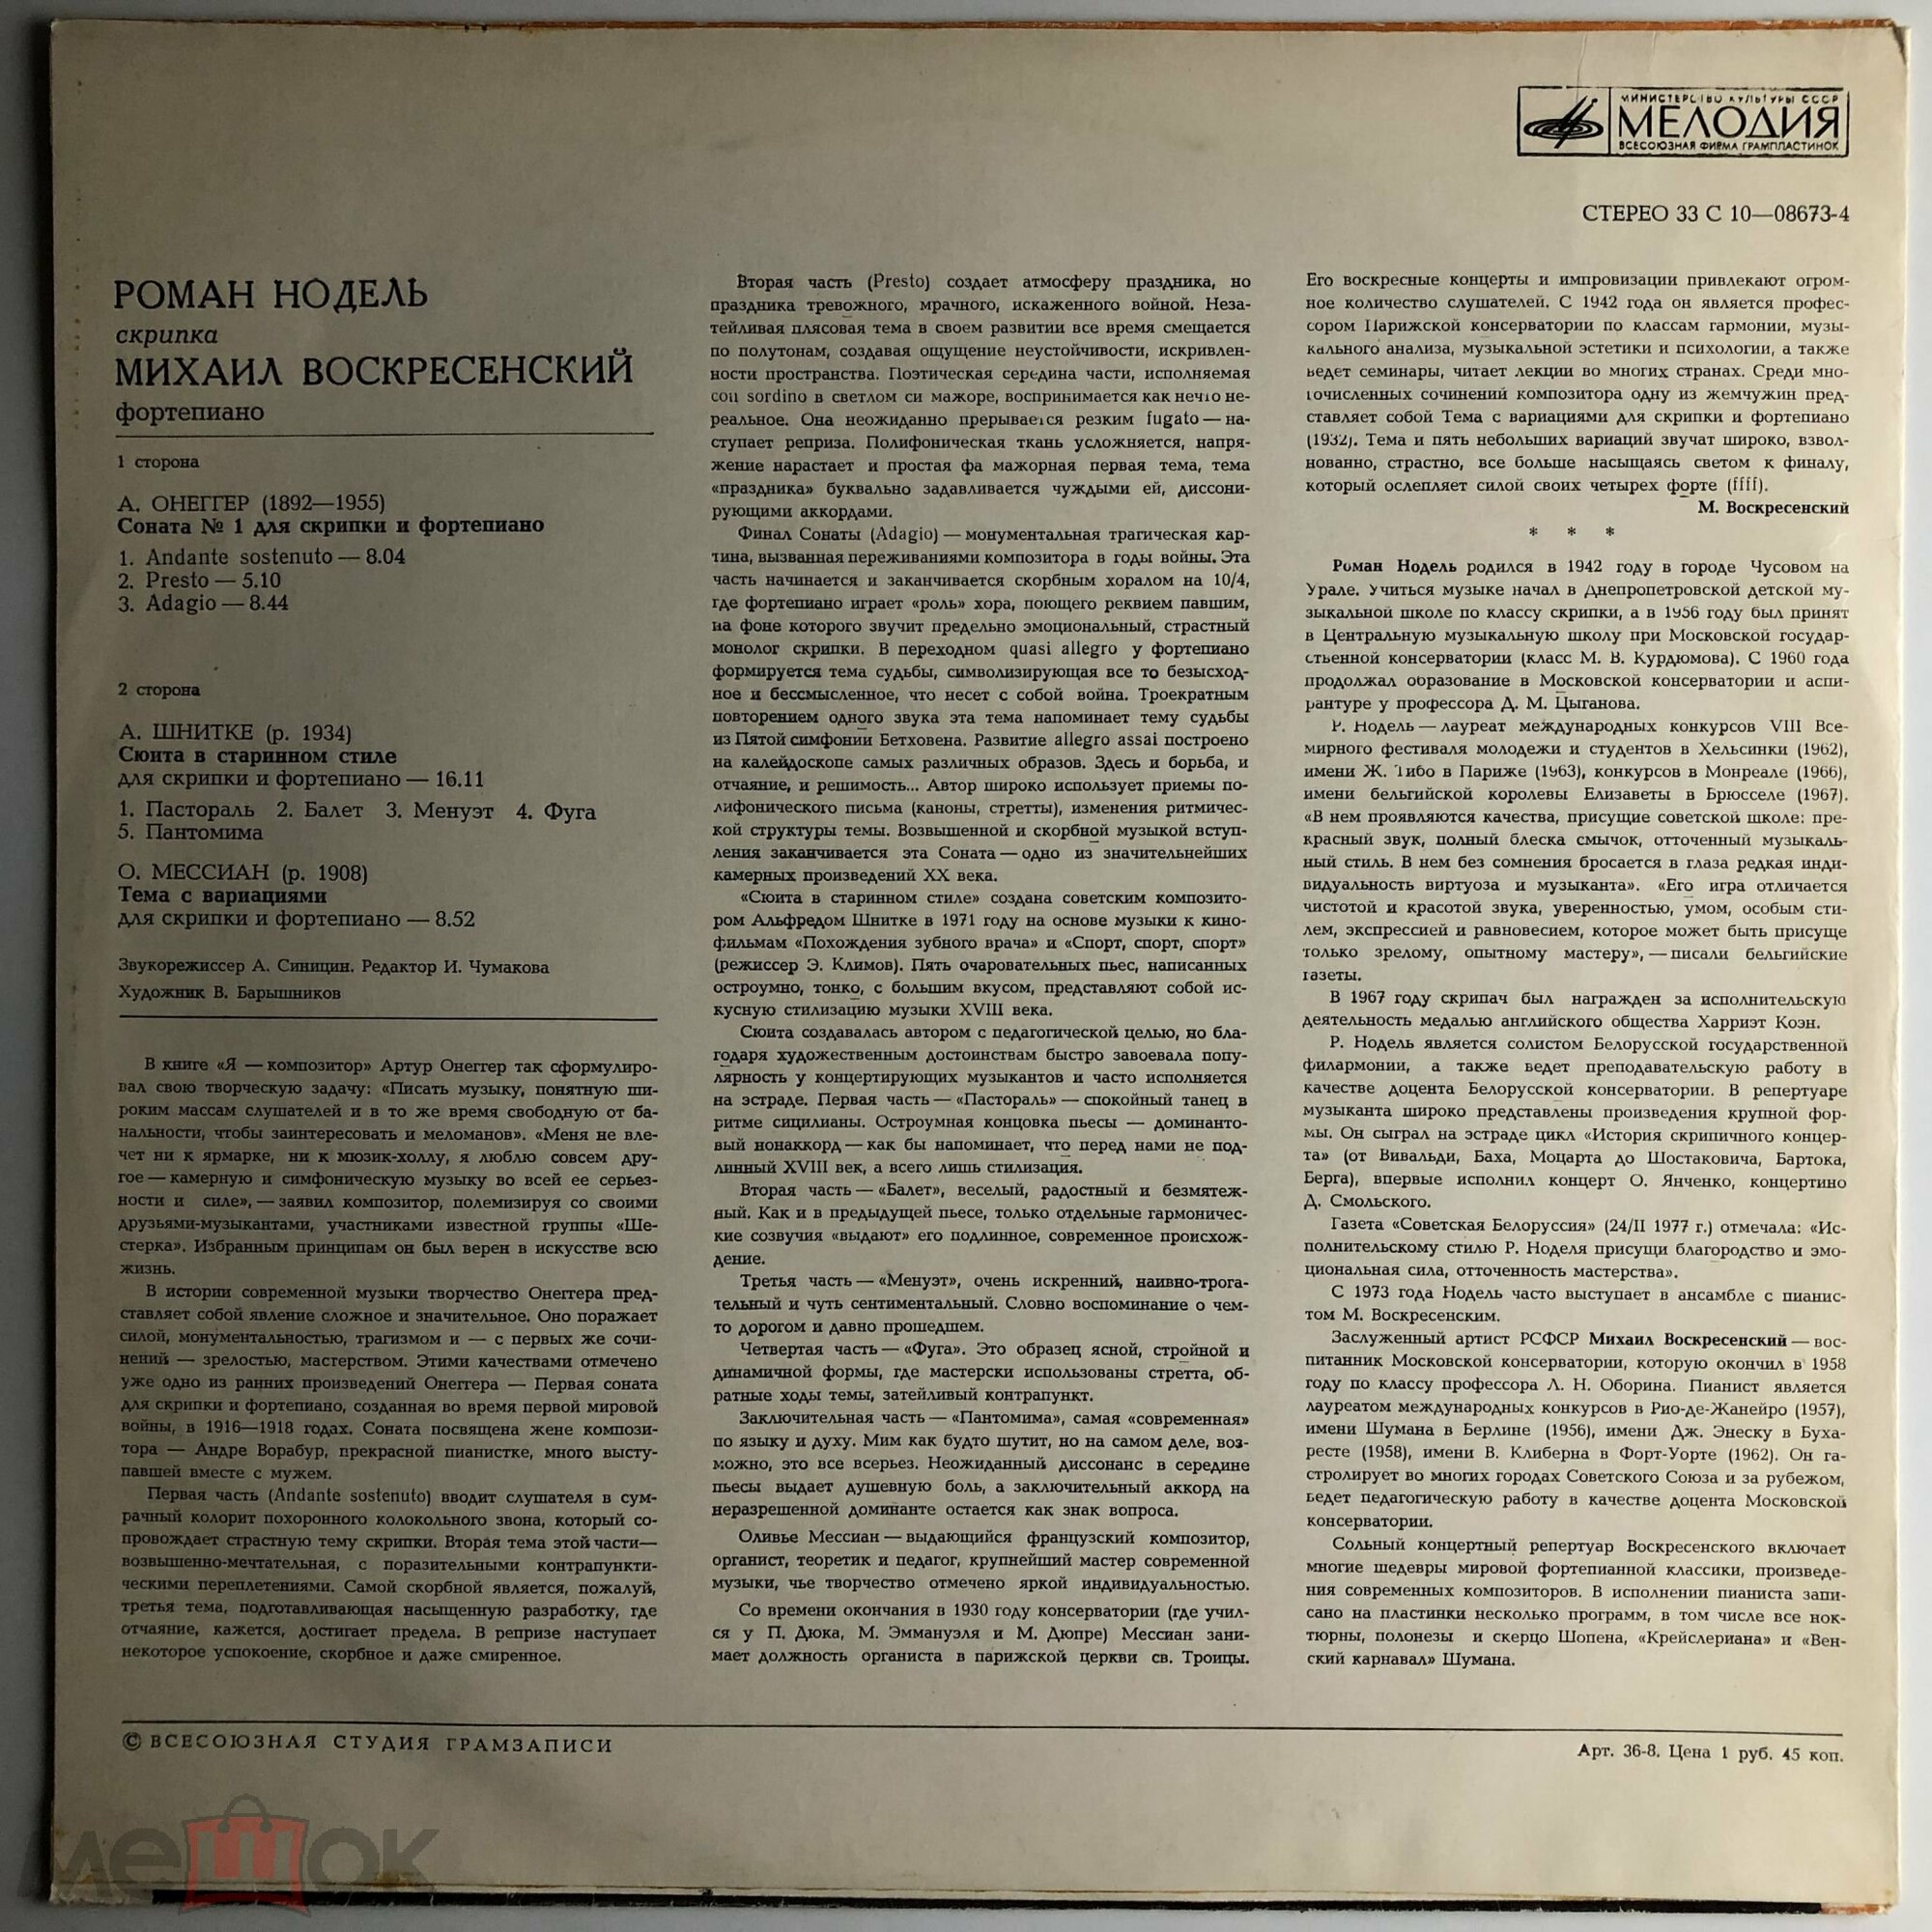 МИНИСТЕРСТВО КУЛЬТУРЫ СССР
МЕЛОДИЯ
ВСЕСОЮЗНАЯ ФИРМА ГРАМПЛАСТИНОК
СТЕРЕО 33 С 10—08673-4
РОМАН НОДЕЛЬ
скрипка
МИХАИЛ ВОСКРЕСЕНСКИЙ
фортепиано
1 сторона
А. ОНЕГГЕР (1892—1955)
Соната № 1 для скрипки и фортепиано
1. Andante sostenuto — 8.04
2. Presto — 5.10
3. Adagio — 8.44
2 сторона
А. ШНИТКЕ (р. 1934)
Сюита в старинном стиле
для скрипки и фортепиано — 16.11
1. Пастораль 2. Балет 3. Менуэт 4. Фуга
5. Пантомима
О. МЕССИАН (р. 1908)
Тема с вариациями
для скрипки и фортепиано — 8.52
Звукорежиссер А. Синицин. Редактор И. Чумакова
Художник В. Барышников
В книге «Я — композитор» Артур Онеггер так сформулиро-
вал свою творческую задачу: «Писать музыку, понятную ши-
роким массам слушателей и в то же время свободную от ба-
нальности, чтобы заинтересовать и меломанов». «Меня не вле-
чет ни к ярмарке, ни к мюзик-холлу, я люблю совсем дру-
гое — камерную и симфоническую музыку во всей ее серьез-
ности и силе», — заявил композитор, полемизируя со своими
друзьями-музыкантами, участниками известной группы «Ше-
стерка». Избранным принципам он был верен в искусстве всю
жизнь.
В истории современной музыки творчество Онеггера пред-
ставляет собой явление сложное и значительное. Оно поражает
силой, монументальностью, трагизмом и — с первых же сочи-
нений — зрелостью, мастерством. Этими качествами отмечено
уже одно из ранних произведений Онеггера — Первая соната
для скрипки и фортепиано, созданная во время первой мировой
войны, в 1916—1918 годах. Соната посвящена жене компози-
тора — Андре Ворабур, прекрасной пианистке, много высту-
павшей вместе с мужем.
Первая часть (Andante sostenuto) вводит слушателя в сум-
рачный колорит похоронного колокольного звона, который со-
провождает страстную тему скрипки. Вторая тема этой части—
возвышенно-мечтательная, с поразительными контрапункти-
ческими переплетениями. Самой скорбной является, пожалуй,
третья тема, подготавливающая насыщенную разработку, где
отчаяние, кажется, достигает предела. В репризе наступает
некоторое успокоение, скорбное и даже смиренное.
Вторая часть (Presto) создает атмосферу праздника, но
праздника тревожного, мрачного, искаженного войной. Неза-
тейливая плясовая тема в своем развитии все время смещается
по полутонам, создавая ощущение неустойчивости, искривлен-
ности пространства. Поэтическая середина части, исполняемая
con sordino в светлом си мажоре, воспринимается как нечто не-
реальное. Она неожиданно прерывается резким fugato — на-
ступает реприза. Полифоническая ткань усложняется, напря-
жение нарастает и простая фа мажорная первая тема, тема
«праздника» буквально задавливается чуждыми ей, диссони-
рующими аккордами.
Финал Сонаты (Adagio) — монументальная трагическая кар-
тина, вызванная переживаниями композитора в годы войны. Эта
часть начинается и заканчивается скорбным хоралом на 10/4,
где фортепиано играет «роль» хора, поющего реквием павшим,
на фоне которого звучит предельно эмоциональный, страстный
монолог скрипки. В переходном quasi allegro у фортепиано
формируется тема судьбы, символизирующая все то безысход-
ное и бессмысленное, что несет с собой война. Троекратным
повторением одного звука эта тема напоминает тему судьбы
из Пятой симфонии Бетховена. Развитие allegro assai построено
на калейдоскопе самых различных образов. Здесь и борьба, и
отчаяние, и решимость... Автор широко использует приемы по-
лифонического письма (каноны, стретты), изменения ритмичес-
кой структуры темы. Возвышенной и скорбной музыкой вступ-
ления заканчивается эта Соната — одно из значительнейших
камерных произведений XX века.
«Сюита в старинном стиле» создана советским композито-
ром Альфредом Шнитке в 1971 году на основе музыки к кино-
фильмам «Похождения зубного врача» и «Спорт, спорт, спорт»
(режиссер Э. Климов). Пять очаровательных пьес, написанных
остроумно, тонко, с большим вкусом, представляют собой ис-
кусную стилизацию музыки XVIII века.
Сюита создавалась автором с педагогической целью, но бла-
годаря художественным достоинствам быстро завоевала попу-
лярность у концертирующих музыкантов и часто исполняется
на эстраде. Первая часть — «Пастораль» — спокойный танец в
ритме сицилианы. Остроумная концовка пьесы — доминанто-
вый нонаккорд — как бы напоминает, что перед нами не под-
линный XVIII век, а всего лишь стилизация.
Вторая часть — «Балет», веселый, радостный и безмятеж-
ный. Как и в предыдущей пьесе, только отдельные гармоничес-
кие созвучия «выдают» его подлинное, современное происхож-
дение.
Третья часть — «Менуэт», очень искренний, наивно-трога-
тельный и чуть сентиментальный. Словно воспоминание о чем-
то дорогом и давно прошедшем.
Четвертая часть — «Фуга». Это образец ясной, стройной и
динамичной формы, где мастерски использованы стретта, об-
ратные ходы темы, затейливый контрапункт.
Заключительная часть — «Пантомима», самая «современная»
по языку и духу. Мим как будто шутит, но на самом деле, воз-
можно, это все всерьез. Неожиданный диссонанс в середине
пьесы выдает душевную боль, а заключительный аккорд на
неразрешенной доминанте остается как знак вопроса.
Оливье Мессиан — выдающийся французский композитор,
органист, теоретик и педагог, крупнейший мастер современной
музыки, чье творчество отмечено яркой индивидуальностью.
Со времени окончания в 1930 году консерватории (где учил-
ся у П. Дюка, М. Эммануэля и М. Дюпре) Мессиан зани-
мает должность органиста в парижской церкви св. Троицы.
Его воскресные концерты и импровизации привлекают огром-
ное количество слушателей. С 1942 года он является профес-
сором Парижской консерватории по классам гармонии, музы-
кального анализа, музыкальной эстетики и психологии, а также
ведет семинары, читает лекции во многих странах. Среди мно-
гочисленных сочинений композитора одну из жемчужин пред-
ставляет собой Тема с вариациями для скрипки и фортепиано
(1932). Тема и пять небольших вариаций звучат широко, взвол-
нованно, страстно, все больше насыщаясь светом к финалу,
который ослепляет силой своих четырех форте (ffff).
М. Воскресенский
* * *
Роман Нодель родился в 1942 году в городе Чусовом на
Урале. Учиться музыке начал в Днепропетровской детской му-
зыкальной школе по классу скрипки, а в 1956 году был принят
в Центральную музыкальную школу при Московской государ-
ственной консерватории (класс М. В. Курдюмова). С 1960 года
продолжал образование в Московской консерватории и аспи-
рантуре у профессора Д. М. Цыганова.
Р. Нодель — лауреат международных конкурсов VIII Все-
мирного фестиваля молодежи и студентов в Хельсинки (1962),
имени Ж. Тибо в Париже (1963), конкурсов в Монреале (1966),
имени бельгийской королевы Елизаветы в Брюсселе (1967).
«В нем проявляются качества, присущие советской школе: пре-
красный звук, полный блеска смычок, отточенный музыкаль-
ный стиль. В нем без сомнения бросается в глаза редкая инди-
видуальность виртуоза и музыканта». «Его игра отличается
чистотой и красотой звука, уверенностью, умом, особым сти-
лем, экспрессией и равновесием, которое может быть присуще
только зрелому, опытному мастеру», — писали бельгийские
газеты.
В 1967 году скрипач был награжден за исполнительскую
деятельность медалью английского общества Харриэт Коэн.
Р. Нодель является солистом Белорусской государственной
филармонии, а также ведет преподавательскую работу в
качестве доцента Белорусской консерватории. В репертуаре
музыканта широко представлены произведения крупной фор-
мы. Он сыграл на эстраде цикл «История скрипичного концер-
та» (от Вивальди, Баха, Моцарта до Шостаковича, Бартока,
Берга), впервые исполнил концерт О. Янченко, концертино
Д. Смольского.
Газета «Советская Белоруссия» (24/II 1977 г.) отмечала: «Ис-
полнительскому стилю Р. Ноделя присущи благородство и эмо-
циональная сила, отточенность мастерства».
С 1973 года Нодель часто выступает в ансамбле с пианис-
том М. Воскресенским.
Заслуженный артист РСФСР Михаил Воскресенский — вос-
питанник Московской консерватории, которую окончил в 1958
году по классу профессора Л. Н. Оборина. Пианист является
лауреатом международных конкурсов в Рио-де-Жанейро (1957),
имени Шумана в Берлине (1956), имени Дж. Энеску в Буха-
ресте (1958), имени В. Клиберна в Форт-Уорте (1962). Он га-
стролирует во многих городах Советского Союза и за рубежом,
ведет педагогическую работу в качестве доцента Московской
консерватории.
Сольный концертный репертуар Воскресенского включает
многие шедевры мировой фортепианной классики, произведе-
ния современных композиторов. В исполнении пианиста запи-
сано на пластинки несколько программ, в том числе все нок-
тюрны, полонезы и скерцо Шопена, «Крейслериана» и «Вен-
ский карнавал» Шумана.
© ВСЕСОЮЗНАЯ СТУДИЯ ГРАМЗАПИСИ
Арт. 36-8. Цена 1 руб. 45 коп.
мешок